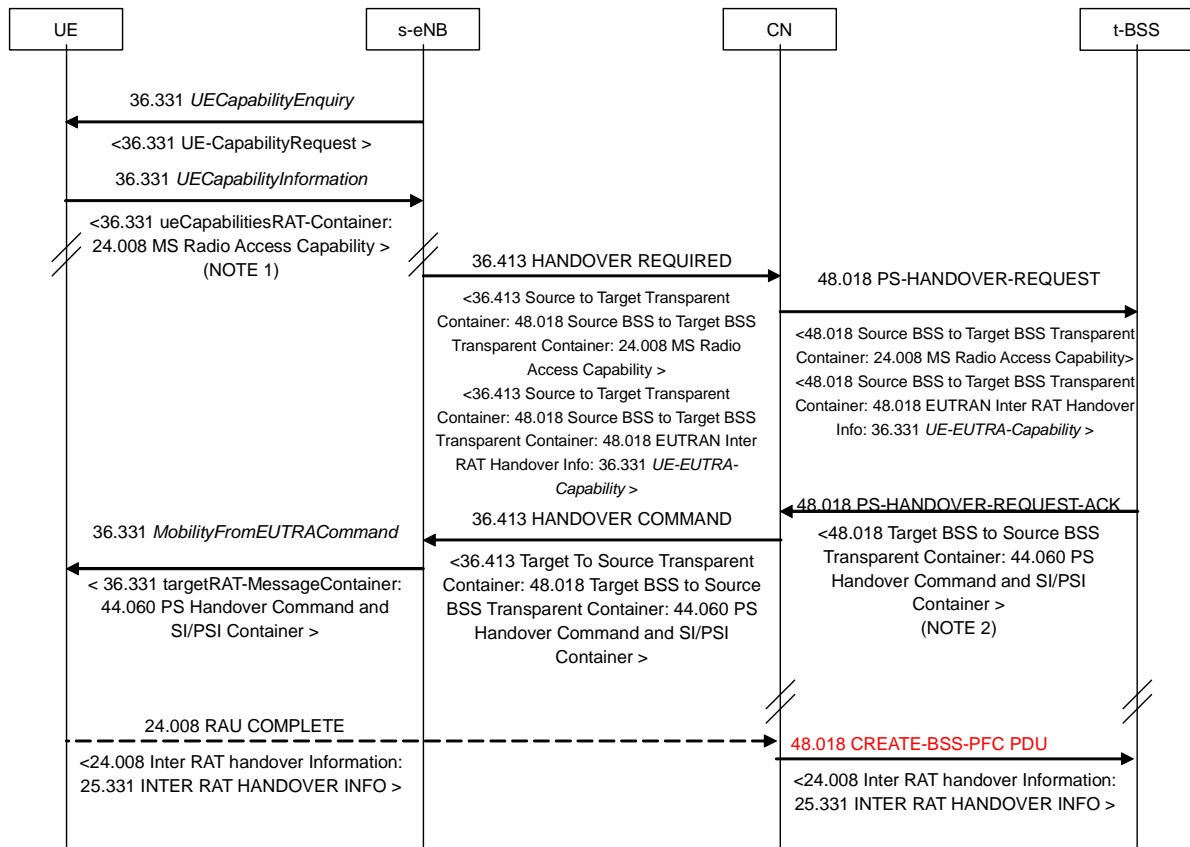 UE
s-eNB
CN
t-BSS
36.331 UECapabilityEnquiry
<36.331 UE-CapabilityRequest >
36.331 UECapabilityInformation
<36.331 ueCapabilitiesRAT-Container:
24.008 MS Radio Access Capability >
(NOTE 1)
36.413 HANDOVER REQUIRED
<36.413 Source to Target Transparent
Container: 48.018 Source BSS to Target BSS
Transparent Container: 24.008 MS Radio
Access Capability >
<36.413 Source to Target Transparent
Container: 48.018 Source BSS to Target BSS
Transparent Container: 48.018 EUTRAN Inter
RAT Handover Info: 36.331 UE-EUTRA-
Capability >
48.018 PS-HANDOVER-REQUEST
<48.018 Source BSS to Target BSS Transparent
Container: 24.008 MS Radio Access Capability>
<48.018 Source BSS to Target BSS Transparent
Container: 48.018 EUTRAN Inter RAT Handover
Info: 36.331 UE-EUTRA-Capability >
48.018 PS-HANDOVER-REQUEST-ACK
<48.018 Target BSS to Source BSS
Transparent Container: 44.060 PS
Handover Command and SI/PSI
Container >
(NOTE 2)
36.413 HANDOVER COMMAND
<36.413 Target To Source Transparent
Container: 48.018 Target BSS to Source
BSS Transparent Container: 44.060 PS
Handover Command and SI/PSI
Container >
36.331 MobilityFromEUTRACommand
< 36.331 targetRAT-MessageContainer:
44.060 PS Handover Command and
SI/PSI Container >
24.008 RAU COMPLETE
<24.008 Inter RAT handover Information:
25.331 INTER RAT HANDOVER INFO >
48.018 CREATE-BSS-PFC PDU
<24.008 Inter RAT handover Information:
25.331 INTER RAT HANDOVER INFO >